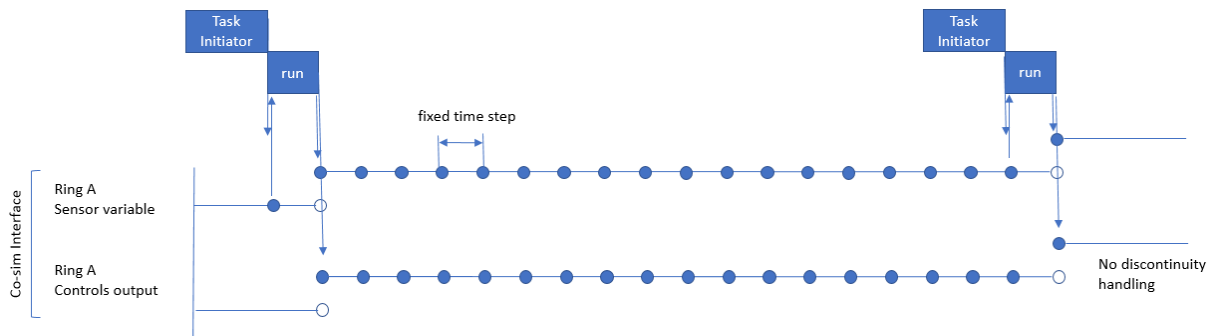 Task
Initiator
run
Task
Initiator
run
fixed time step
Co-sim Interface
Ring A
Sensor variable
Ring A
Controls output
No discontinuity
handling